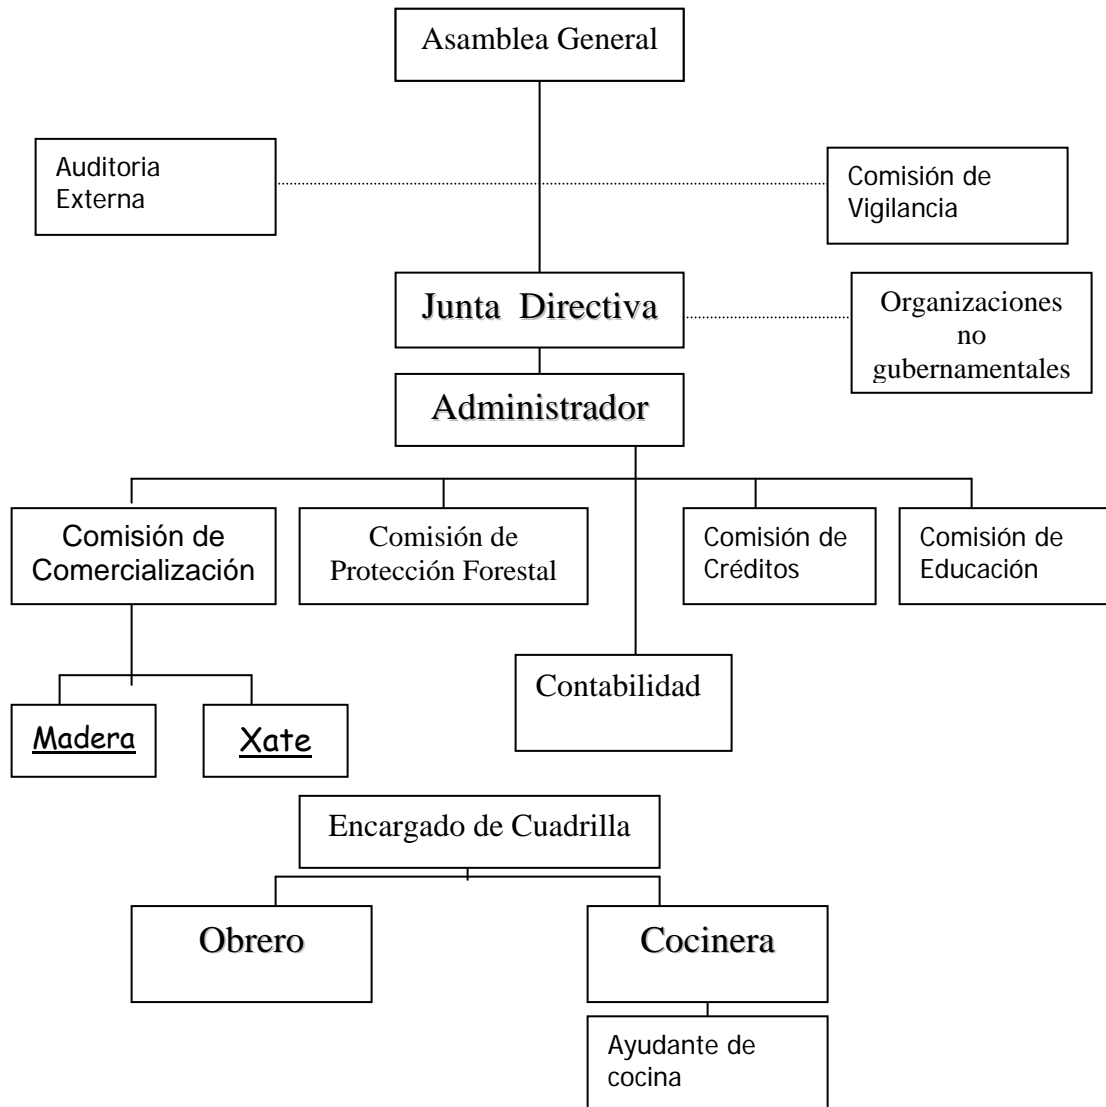 Asamblea General
Auditoria
Externa
Comisión de
Vigilancia
Junta Directiva
Organizaciones
no
gubernamentales
Administrador
Comisión de
Comercialización
Comisión de
Protección Forestal
Comisión de
Créditos
Comisión de
Educación
Contabilidad
Madera
Xate
Encargado de Cuadrilla
Obrero
Cocinera
Ayudante de
cocina